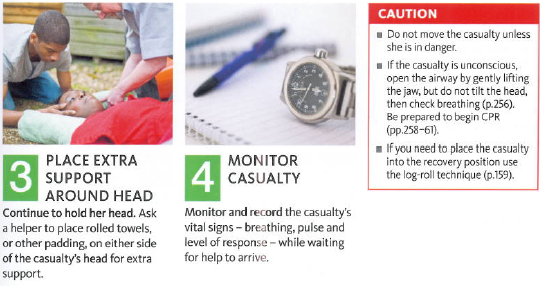 3
PLACE EXTRA
SUPPORT
AROUND HEAD
Continue to hold her head. Ask
a helper to place rolled towels,
or other padding, on either side
of the casualty's head for extra
support.
4
MONITOR
CASUALTY
Monitor and record the casualty's
vital signs – breathing, pulse and
level of response – while waiting
for help to arrive.
CAUTION
Do not move the casualty unless
she is in danger.
If the casualty is unconscious,
open the airway by gently lifting
the jaw, but do not tilt the head,
then check breathing (p.256).
Be prepared to begin CPR
(pp.258–61).
If you need to place the casualty
into the recovery position use
the log-roll technique (p.159).